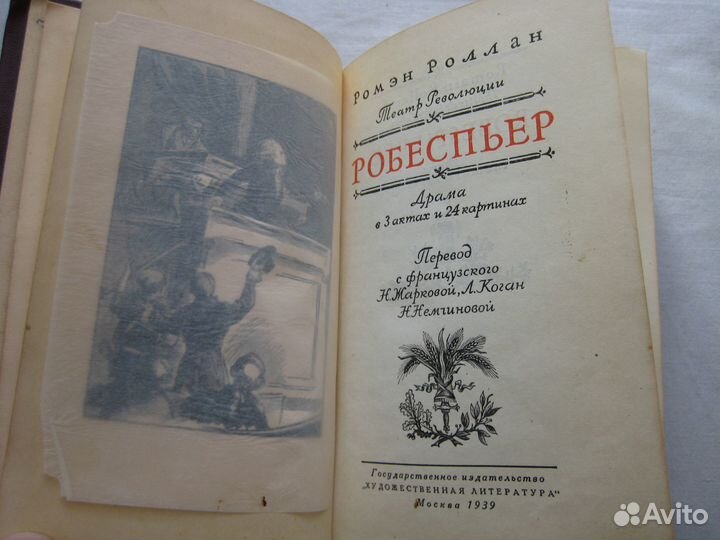 Ромэн Роллан
Театр Революции
РОБЕСПЬЕР
Драма
в 3 актах и 24 картинах
Перевод
с французского
Н.Жарковой, Л.Коган
Н.Немчиновой
Государственное издательство
„ХУДОЖЕСТВЕННАЯ ЛИТЕРАТУРА"
Москва 1939
Avito